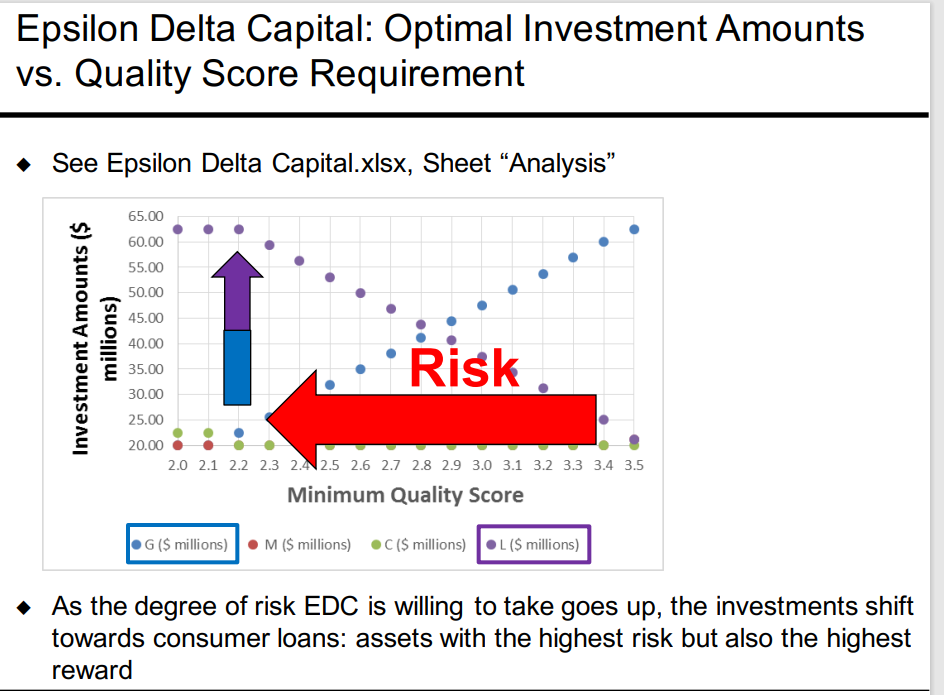 Epsilon Delta Capital: Optimal Investment Amounts
vs. Quality Score Requirement
◆ See Epsilon Delta Capital.xlsx, Sheet “Analysis”
Investment Amounts ($
millions)
65.00
60.00
55.00
50.00
45.00
40.00
35.00
30.00
25.00
20.00
Risk
2.0 2.1 2.2 2.3 2.4 2.5 2.6 2.7 2.8 2.9 3.0 3.1 3.2 3.3 3.4 3.5
Minimum Quality Score
G ($ millions) M ($ millions) C ($ millions) L ($ millions)
◆ As the degree of risk EDC is willing to take goes up, the investments shift
towards consumer loans: assets with the highest risk but also the highest
reward